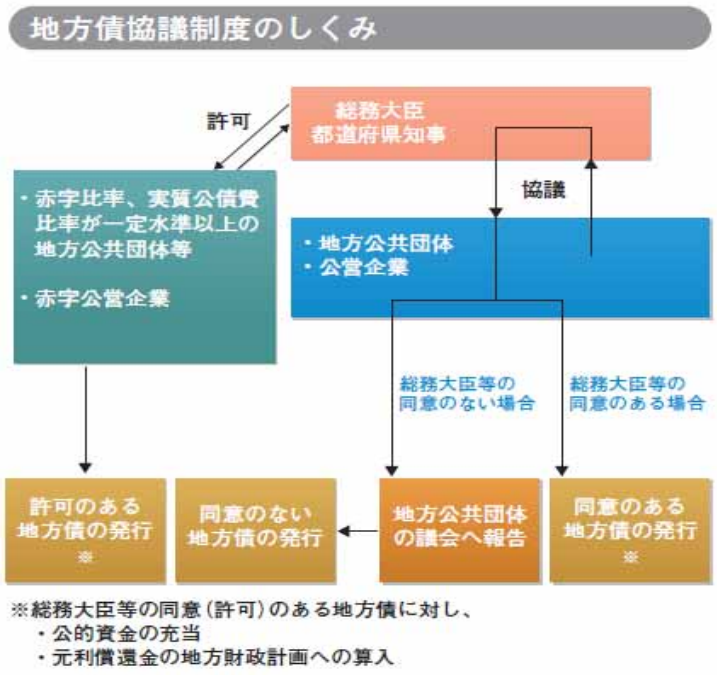 地方債協議制度のしくみ
総務大臣
都道府県知事
許可
協議
・赤字比率、実質公債費
比率が一定水準以上の
地方公共団体等
・赤字公営企業
・地方公共団体
・公営企業
総務大臣等の
同意のない場合
総務大臣等の
同意のある場合
許可のある
地方債の発行
※
同意のない
地方債の発行
地方公共団体
の議会へ報告
同意のある
地方債の発行
※
※総務大臣等の同意(許可)のある地方債に対し、
・公的資金の充当
・元利償還金の地方財政計画への算入